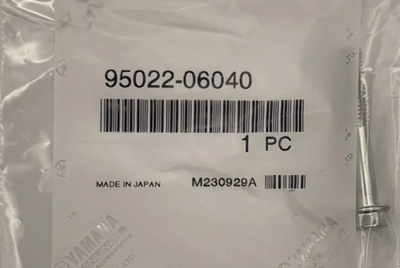 95022-06040
1 PC
MADE IN JAPAN M230929A
YAMAHA